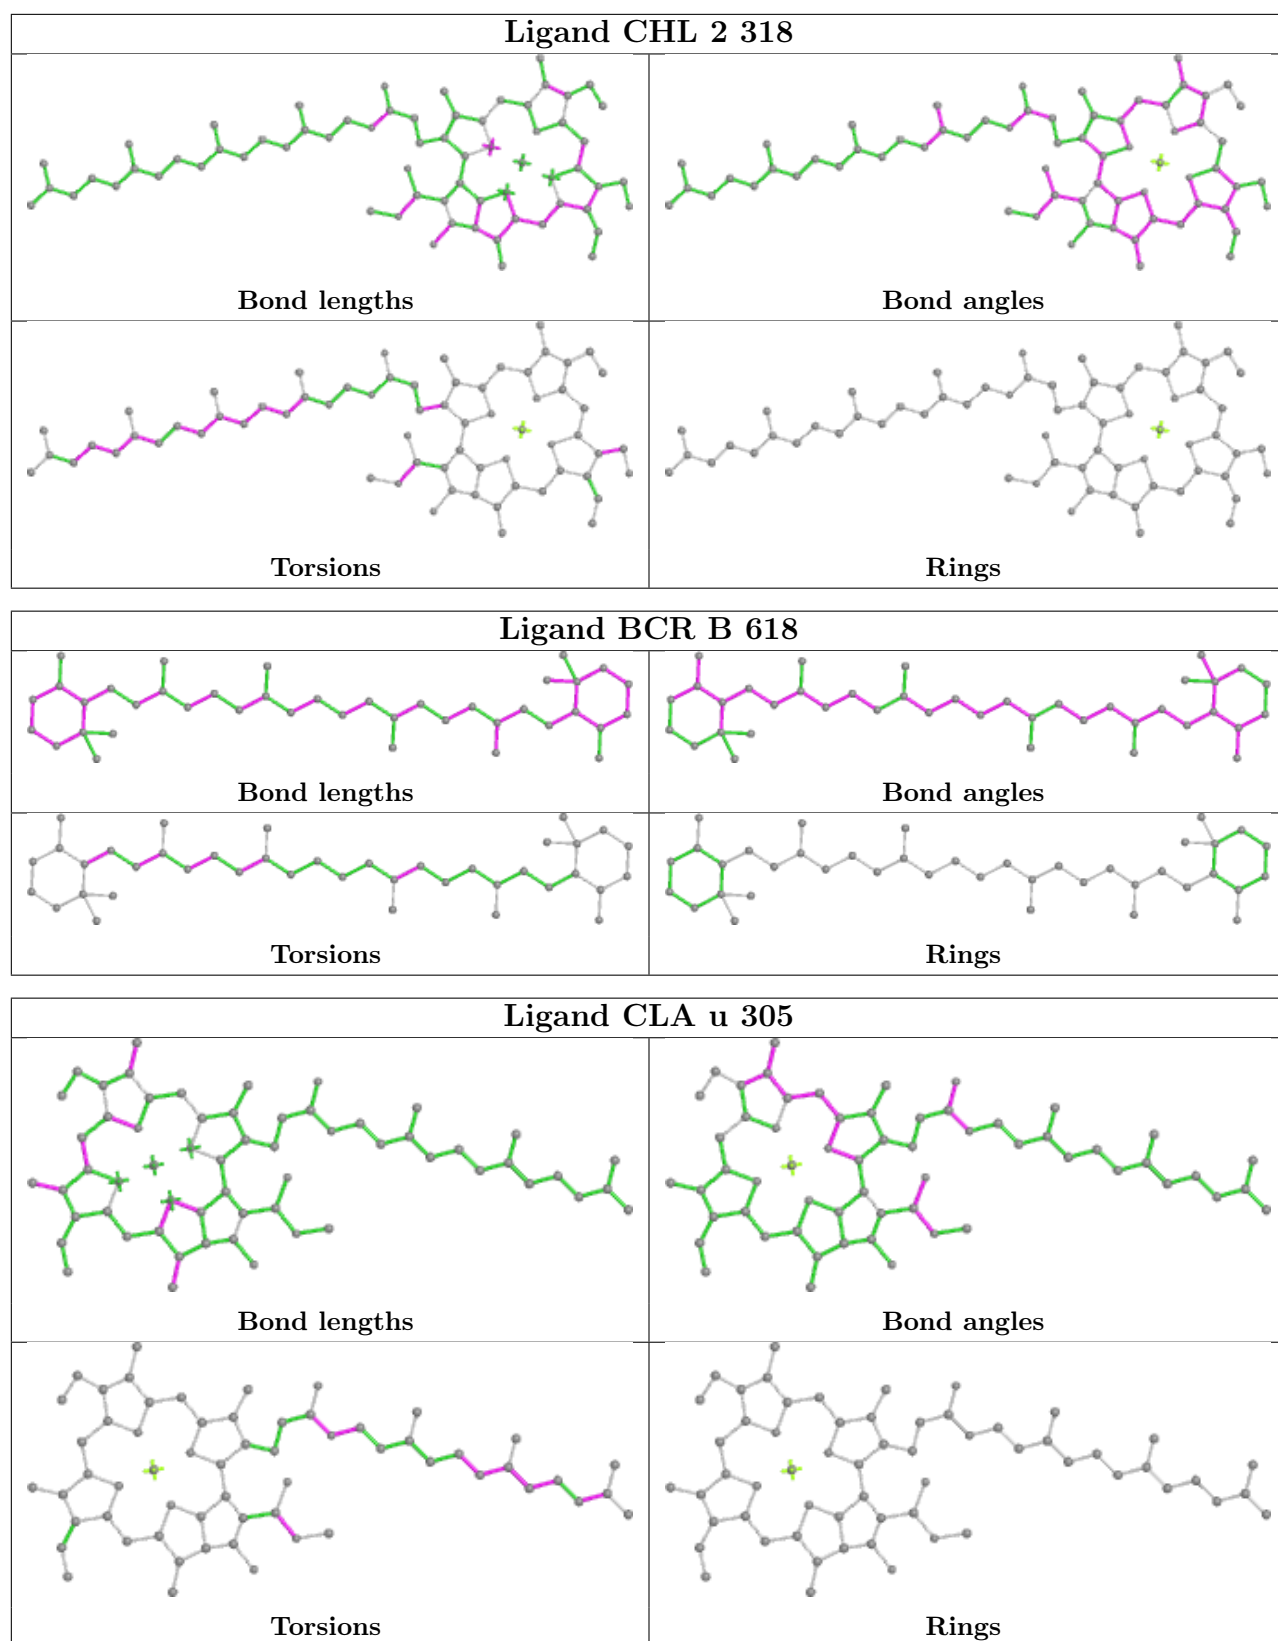 Ligand CHL 2 318
Bond lengths
Bond angles
Torsions
Rings
Ligand BCR B 618
Bond lengths
Bond angles
Torsions
Rings
Ligand CLA u 305
Bond lengths
Bond angles
Torsions
Rings